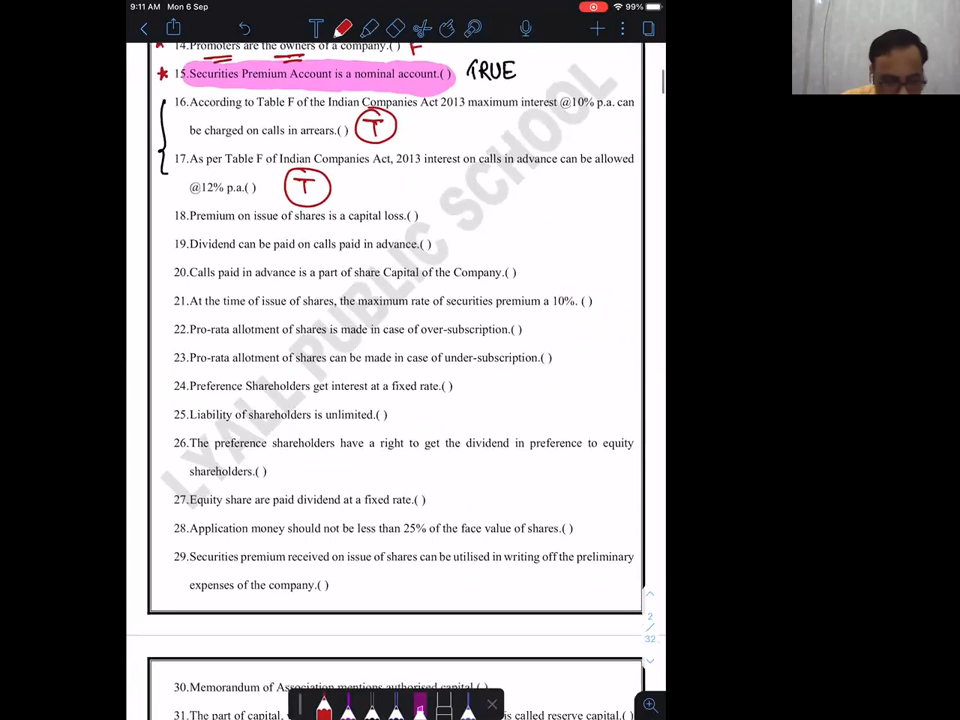 9:11 AM Mon 6 Sep
99%
14.Promoters are the owners of a company.( ) F
15.Securities Premium Account is a nominal account.( ) TRUE
16.According to Table F of the Indian Companies Act 2013 maximum interest @10% p.a. can
be charged on calls in arrears.( ) T
17.As per Table F of Indian Companies Act, 2013 interest on calls in advance can be allowed
@12% p.a.( ) T
18.Premium on issue of shares is a capital loss.( )
19.Dividend can be paid on calls paid in advance.( )
20.Calls paid in advance is a part of share Capital of the Company.( )
21.At the time of issue of shares, the maximum rate of securities premium a 10%. ( )
22.Pro-rata allotment of shares is made in case of over-subscription.( )
23.Pro-rata allotment of shares can be made in case of under-subscription.( )
24.Preference Shareholders get interest at a fixed rate.( )
25.Liability of shareholders is unlimited.( )
26.The preference shareholders have a right to get the dividend in preference to equity
shareholders.( )
27.Equity share are paid dividend at a fixed rate.( )
28.Application money should not be less than 25% of the face value of shares.( )
29.Securities premium received on issue of shares can be utilised in writing off the preliminary
expenses of the company.( )
LYALL PUBLIC SCHOOL
2
/
32
30.Memorandum of Association mentions authorised capital.( )
31.The part of capital, is called reserve capital.( )